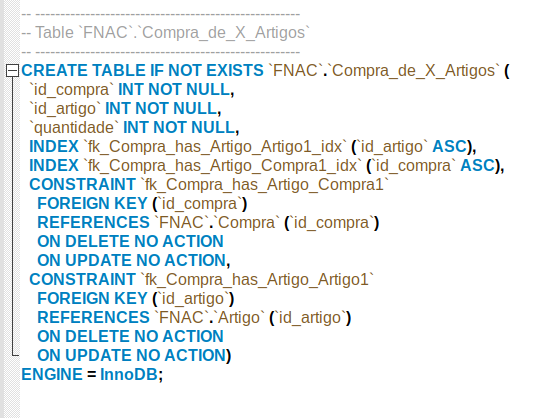 -- -----------------------------------------------------
-- Table `FNAC`.`Compra_de_X_Artigos`
-- -----------------------------------------------------
CREATE TABLE IF NOT EXISTS `FNAC`.`Compra_de_X_Artigos` (
  `id_compra` INT NOT NULL,
  `id_artigo` INT NOT NULL,
  `quantidade` INT NOT NULL,
  INDEX `fk_Compra_has_Artigo_Artigo1_idx` (`id_artigo` ASC),
  INDEX `fk_Compra_has_Artigo_Compra1_idx` (`id_compra` ASC),
  CONSTRAINT `fk_Compra_has_Artigo_Compra1`
    FOREIGN KEY (`id_compra`)
    REFERENCES `FNAC`.`Compra` (`id_compra`)
    ON DELETE NO ACTION
    ON UPDATE NO ACTION,
  CONSTRAINT `fk_Compra_has_Artigo_Artigo1`
    FOREIGN KEY (`id_artigo`)
    REFERENCES `FNAC`.`Artigo` (`id_artigo`)
    ON DELETE NO ACTION
    ON UPDATE NO ACTION)
ENGINE = InnoDB;